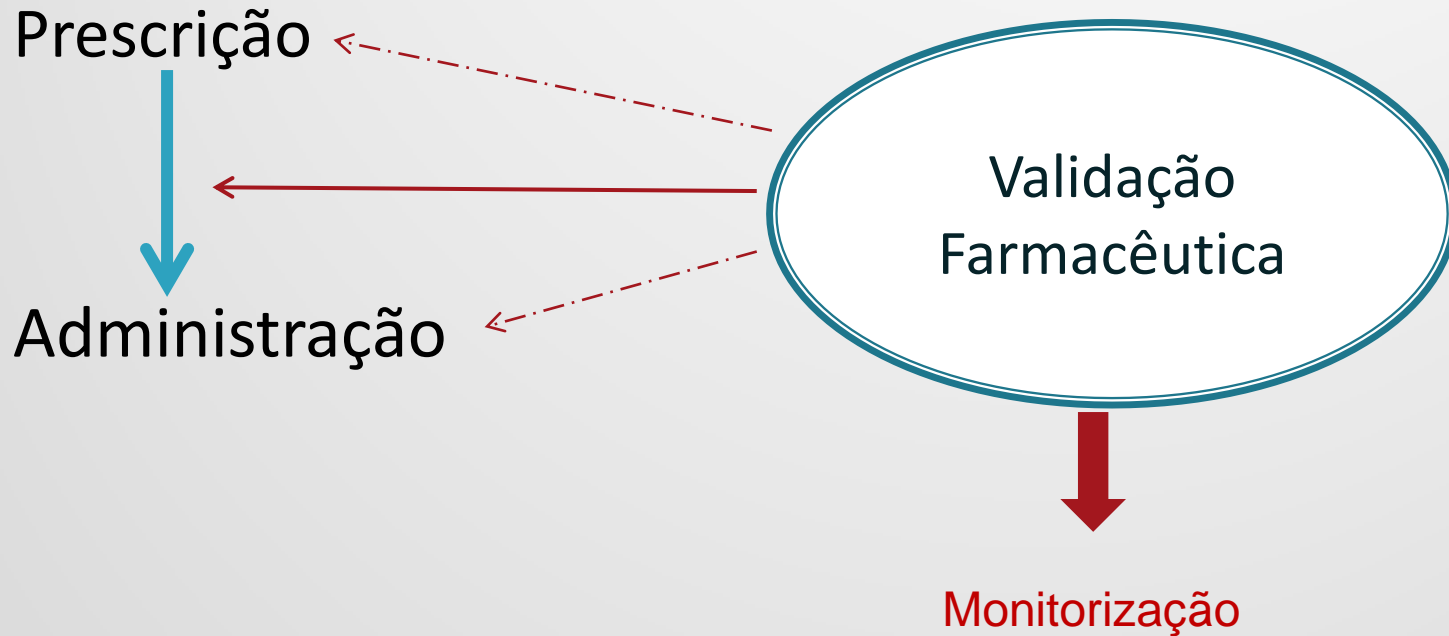 Prescrição
Validação
Farmacêutica
Administração
Monitorização